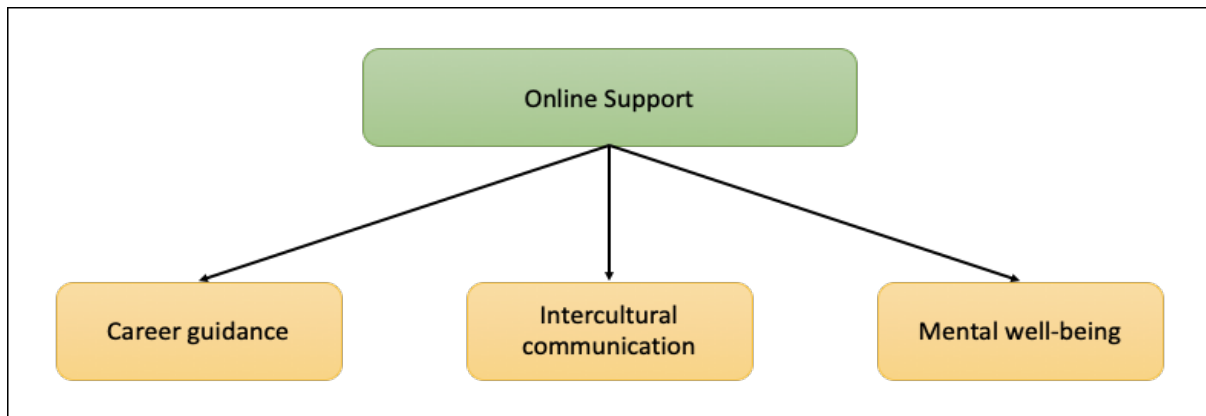 Online Support
Career guidance
Intercultural
communication
Mental well-being